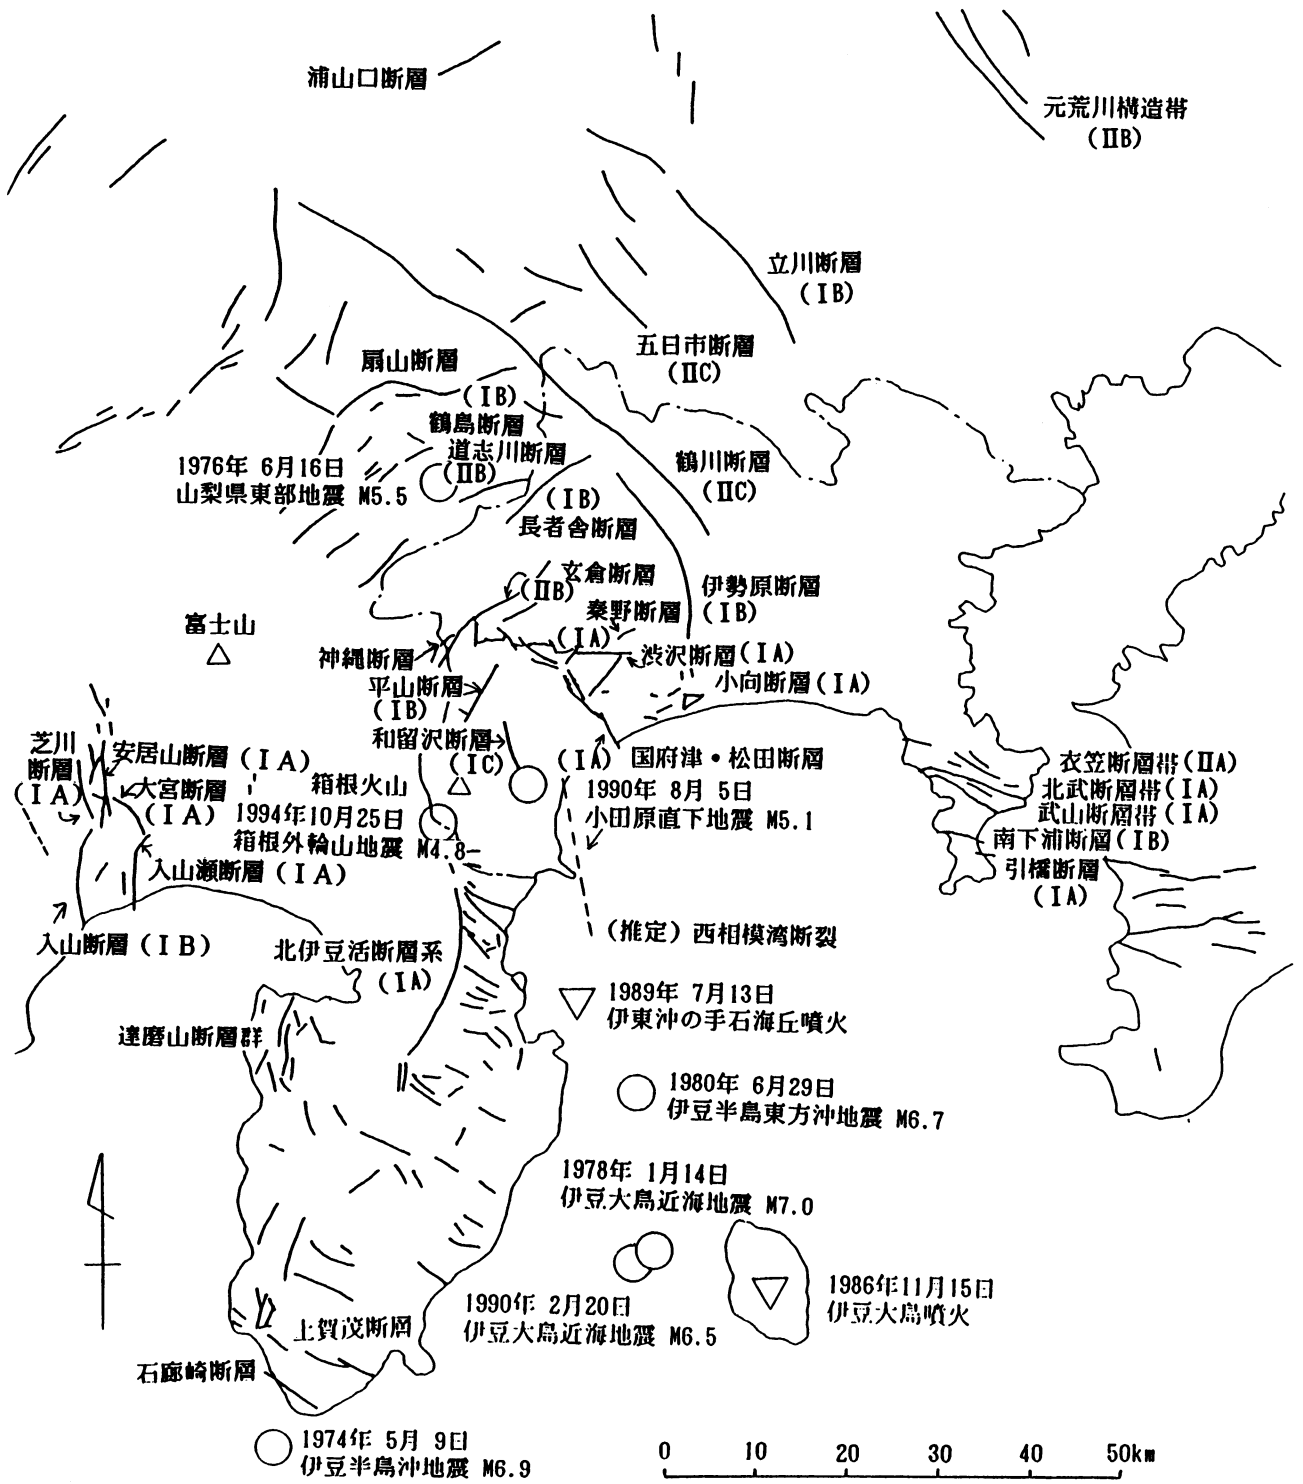 浦山口断層
元荒川構造帯
(ⅡB)
立川断層
(ⅠB)
五日市断層
(ⅡC)
扇山断層
(ⅠB)
鶴島断層
道志川断層
(ⅡB)
1976年 6月16日
山梨県東部地震 M5.5
鶴川断層
(ⅡC)
(ⅠB)
長者舎断層
玄倉断層
(ⅡB)
伊勢原断層
(ⅠB)
秦野断層
(ⅠA)
富士山
神縄断層
渋沢断層(ⅠA)
平山断層
(ⅠB)
小向断層(ⅠA)
和留沢断層
(ⅠC)
(ⅠA) 国府津・松田断層
芝川
断層
(ⅠA)
安居山断層(ⅠA)
大宮断層
(ⅠA)
箱根火山
1990年 8月 5日
小田原直下地震 M5.1
1994年10月25日
箱根外輪山地震 M4.8
衣笠断層帯(ⅡA)
北武断層帯(ⅠA)
武山断層帯(ⅠA)
南下浦断層(ⅠB)
引橋断層
(ⅠA)
入山瀬断層(ⅠA)
入山断層(ⅠB)
北伊豆活断層系
(ⅠA)
(推定)西相模湾断裂
1989年 7月13日
伊東沖の手石海丘噴火
達磨山断層群
1980年 6月29日
伊豆半島東方沖地震 M6.7
1978年 1月14日
伊豆大島近海地震 M7.0
1990年 2月20日
伊豆大島近海地震 M6.5
1986年11月15日
伊豆大島噴火
上賀茂断層
石廊崎断層
1974年 5月 9日
伊豆半島沖地震 M6.9
0 10 20 30 40 50km